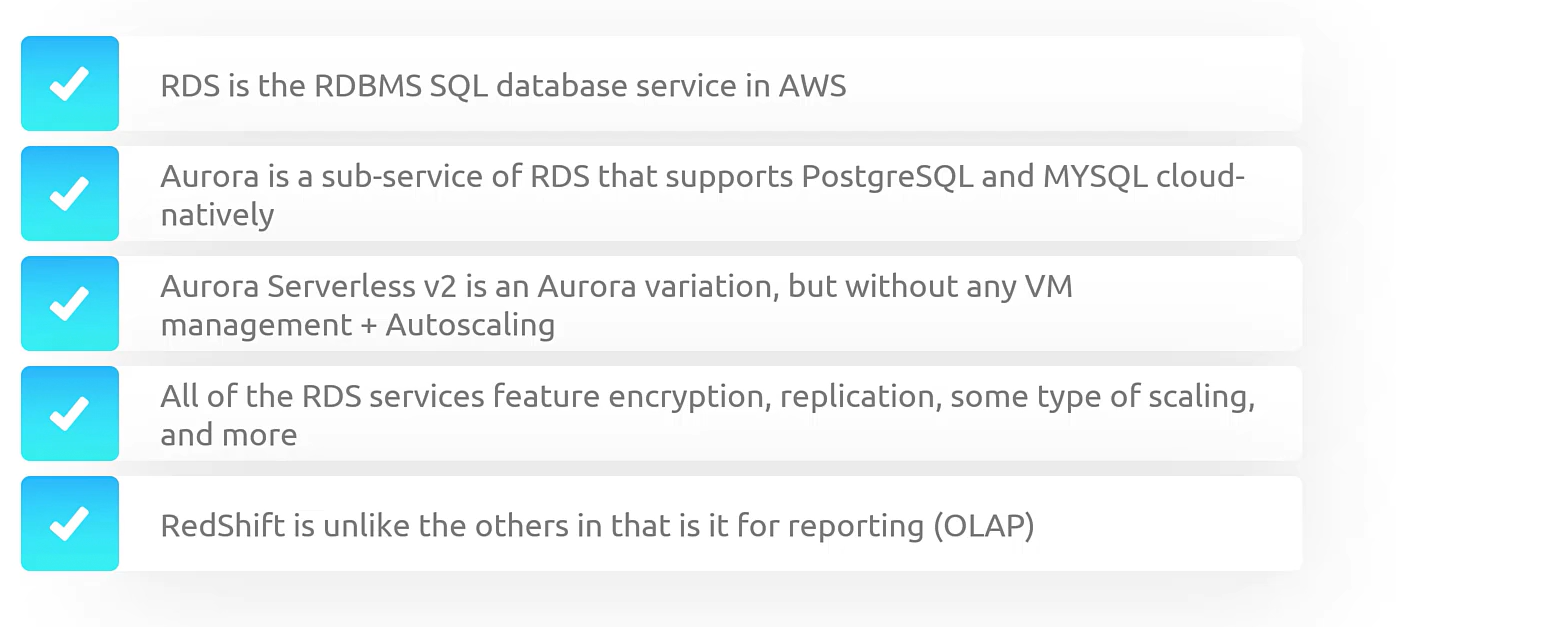 RDS is the RDBMS SQL database service in AWS
Aurora is a sub-service of RDS that supports PostgreSQL and MYSQL cloud-
natively
Aurora Serverless v2 is an Aurora variation, but without any VM
management + Autoscaling
All of the RDS services feature encryption, replication, some type of scaling,
and more
RedShift is unlike the others in that is it for reporting (OLAP)